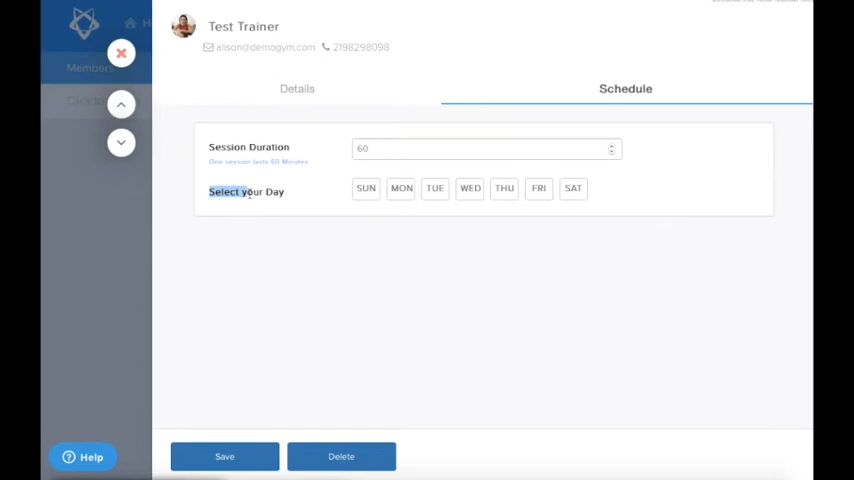 Test Trainer
alison@demogym.com 2198298098
Members
Details
Schedule
Session Duration
60
One session lasts 60 Minutes
Select your Day
SUN MON TUE WED THU FRI SAT
Help
Save
Delete